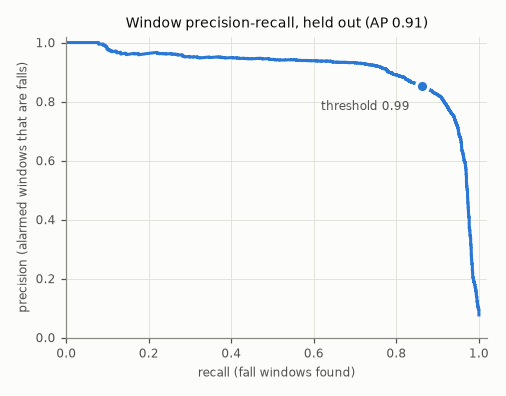 Window precision-recall, held out (AP 0.91)
precision (alarmed windows that are falls)
1.0
0.8
0.6
0.4
0.2
0.0
threshold 0.99
0.0 0.2 0.4 0.6 0.8 1.0
recall (fall windows found)